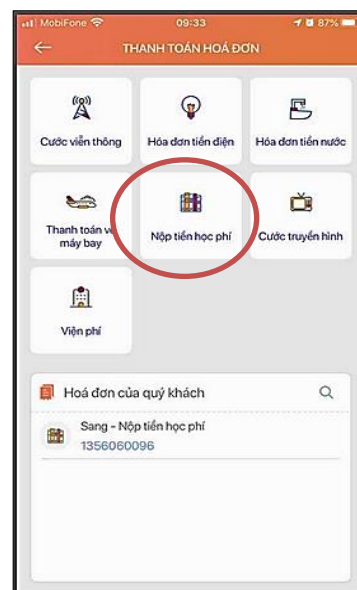 MobiFone 09:33 87%
THANH TOÁN HOÁ ĐƠN
Cước viễn thông
Hóa đơn tiền điện
Hóa đơn tiền nước
Thanh toán vé
máy bay
Nộp tiền học phí
Cước truyền hình
Viện phí
Hoá đơn của quý khách
Sang - Nộp tiền học phí
1356060096